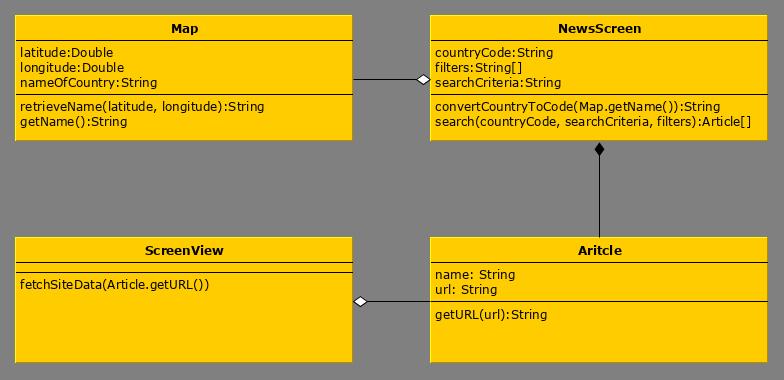 Map
latitude:Double
longitude:Double
nameOfCountry:String
retrieveName(latitude, longitude):String
getName():String
NewsScreen
countryCode:String
filters:String[]
searchCriteria:String
convertCountryToCode(Map.getName()):String
search(countryCode, searchCriteria, filters):Article[]
ScreenView
fetchSiteData(Article.getURL())
Aritcle
name: String
url: String
getURL(url):String